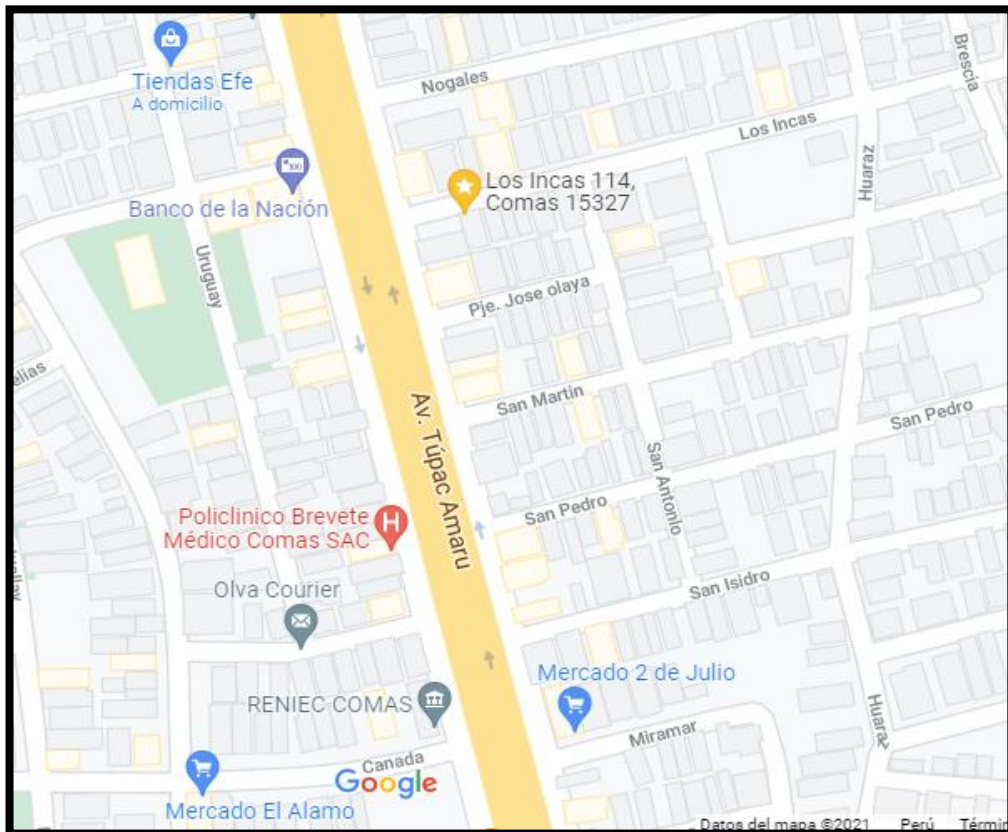 Brescia
Tiendas Efe
A domicilio
Nogales
Los Incas
Huaraz
Banco de la Nación
Los Incas 114,
Comas 15327
Uruguay
Pje. Jose olaya
elias
San Martin
San Pedro
Av. Túpac Amaru
San Antonio
San Pedro
Policlinico Brevete
Médico Comas SAC
Olva Courier
San Isidro
Mercado 2 de Julio
RENIEC COMAS
Miramar
Huaraz
Canada
Google
Mercado El Alamo
Datos del mapa ©2021 Perú Términ